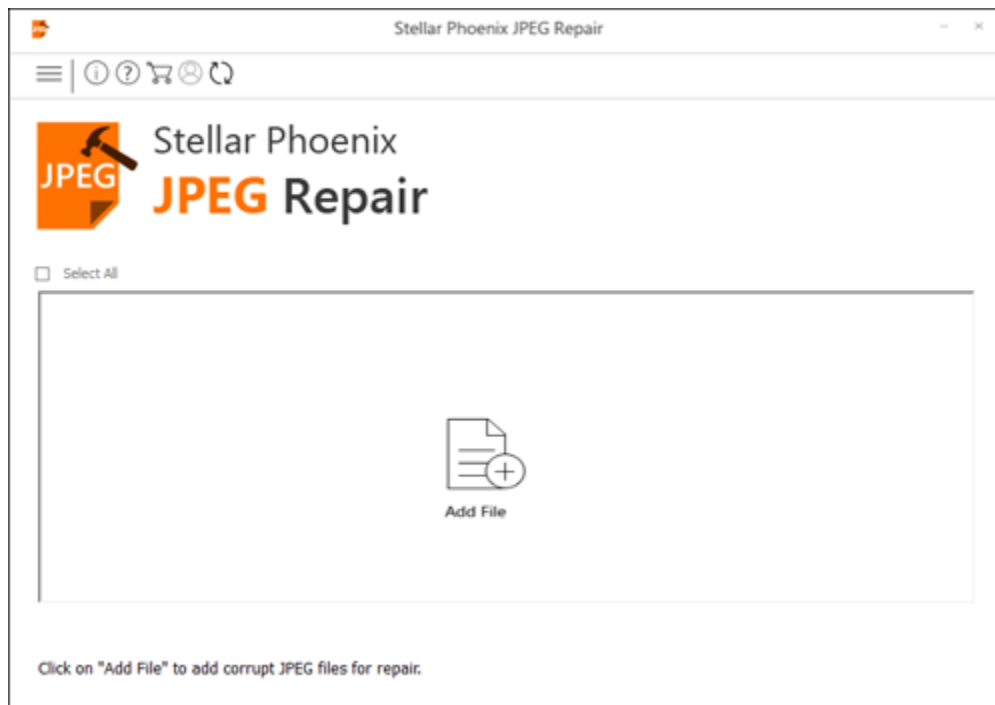 Stellar Phoenix JPEG Repair
JPEG
Stellar Phoenix
JPEG Repair
Select All
Add File
Click on "Add File" to add corrupt JPEG files for repair.